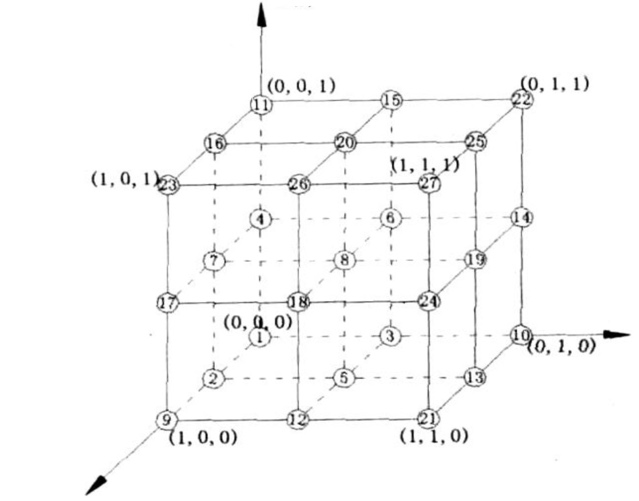 (0, 0, 1)
(0, 1, 1)
11 15 22
16 20 25
(1, 0, 1) (1, 1, 1)
23 26 27
4 6 14
7 8 19
17 18 24
(0, 0, 0)
1 3 10
(0, 1, 0)
2 5 13
9 12 21
(1, 0, 0) (1, 1, 0)